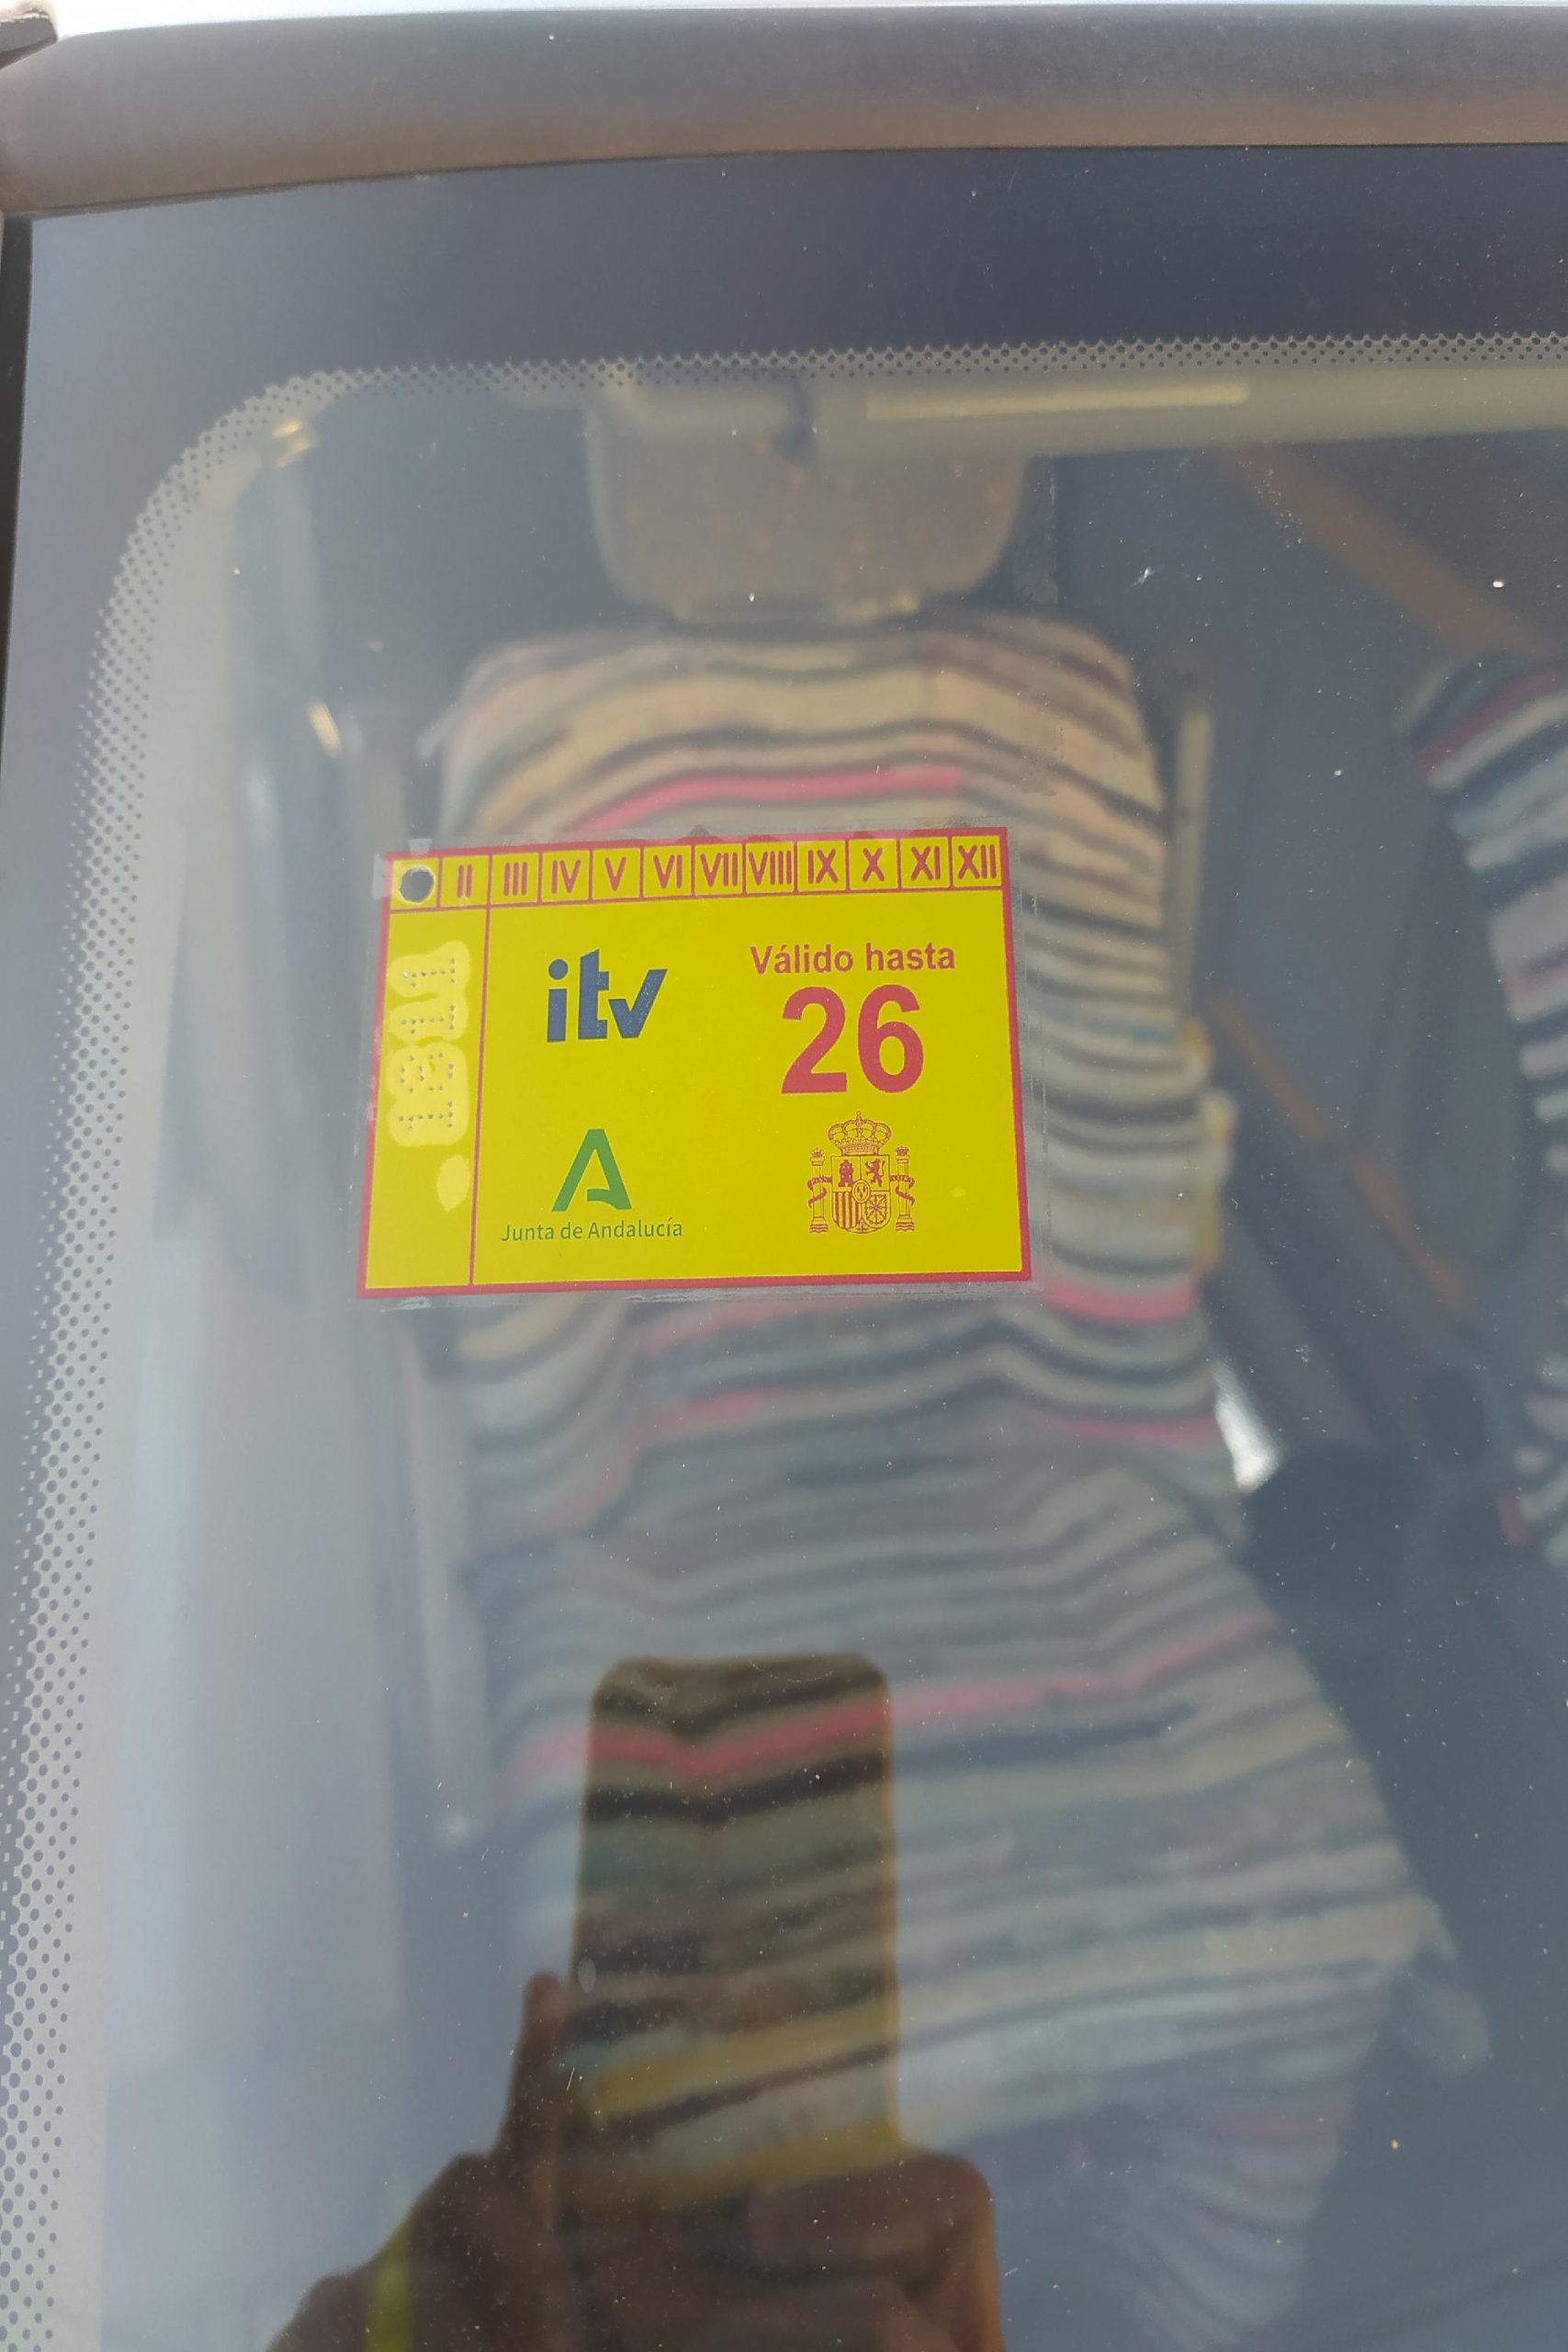 II III IV V VI VII VIII IX X XI XII
itv
Válido hasta
26
Junta de Andalucía